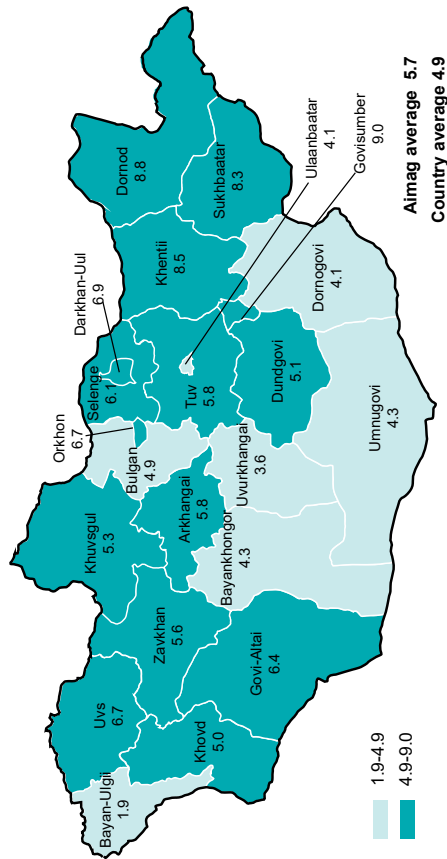 Bayan-Ulgii
1.9
Uvs
6.7
Khovd
5.0
Zavkhan
5.6
Govi-Altai
6.4
Khuvsgul
5.3
Arkhangai
5.8
Bayankhongor
4.3
Orkhon
6.7
Bulgan
4.9
Uvurkhangai
3.6
Selenge
6.1
Darkhan-Uul
6.9
Tuv
5.8
Dundgovi
5.1
Umnugovi
4.3
Khentii
8.5
Dornod
8.8
Sukhbaatar
8.3
Dornogovi
4.1
Ulaanbaatar
4.1
Govisumber
9.0
1.9-4.9
4.9-9.0
Aimag average 5.7
Country average 4.9